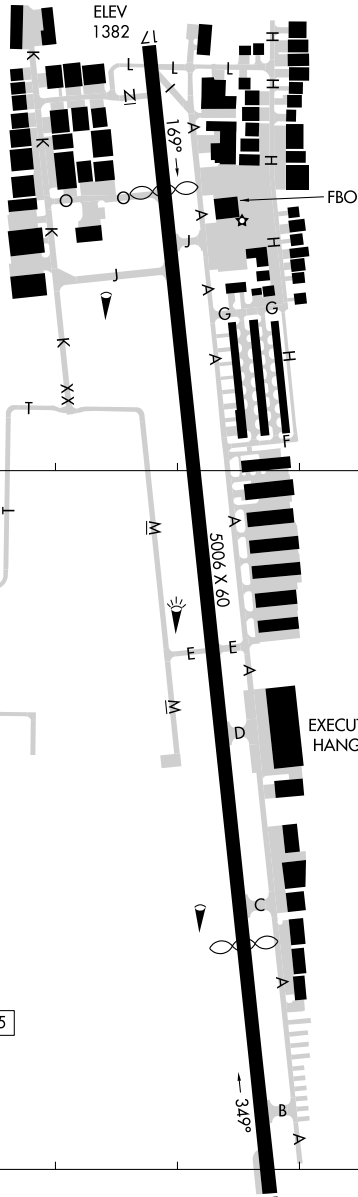 ELEV
1382
17
K
H
L
L
L
H
N
I
169°
A
K
H
O
O
A
FBO
K
J
H
J
A
G
G
K
A
H
XX
T
F
T
M
A
5006 X 60
E
E
A
M
D
EXECU
HANG
C
A
5
349°
B
A